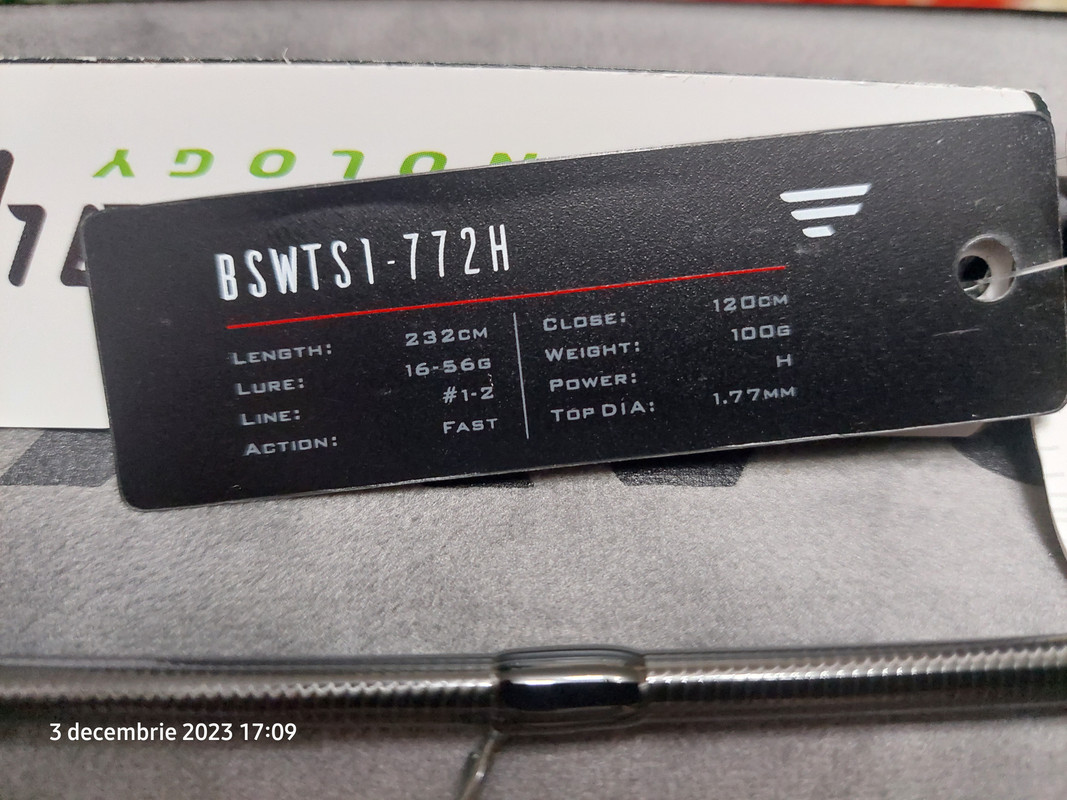 NOLOGY
BSWTS1-772H
LENGTH: 232CM
LURE: 16-56G
LINE: #1-2
ACTION: FAST
CLOSE: 120CM
WEIGHT: 100G
POWER: H
TOP DIA: 1.77MM
3 decembrie 2023 17:09